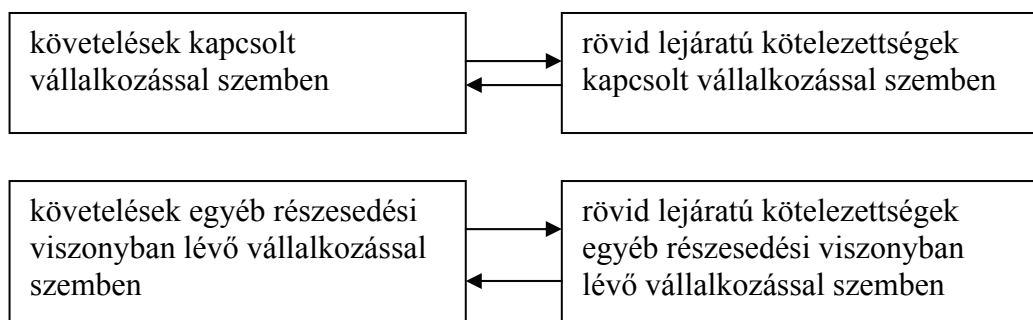 követelések kapcsolt
vállalkozással szemben
rövid lejáratú kötelezettségek
kapcsolt vállalkozással szemben
követelések egyéb részesedési
viszonyban lévő vállalkozással
szemben
rövid lejáratú kötelezettségek
egyéb részesedési viszonyban
lévő vállalkozással szemben